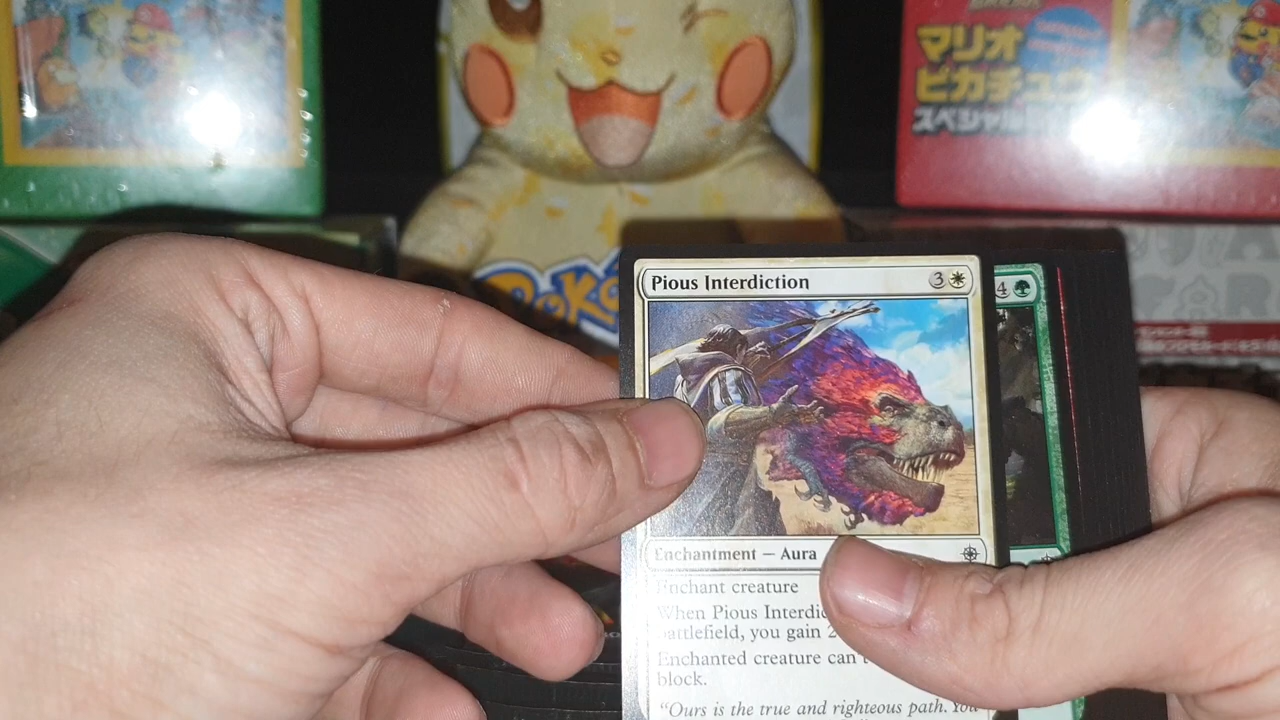 マリオ
ピカチュウ
スペシャル
Poké
Pious Interdiction
3
4
Enchantment — Aura
Enchant creature
When Pious Interdic
battlefield, you gain 2
Enchanted creature can't
block.
"Ours is the true and righteous path. You